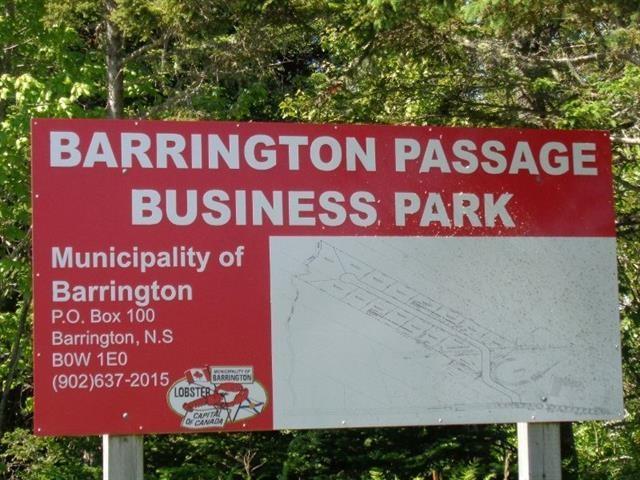 BARRINGTON PASSAGE
BUSINESS PARK
Municipality of
Barrington
P.O. Box 100
Barrington, N.S
B0W 1E0
(902)637-2015
MUNICIPALITY OF
BARRINGTON
LOBSTER
CAPITAL
OF CANADA